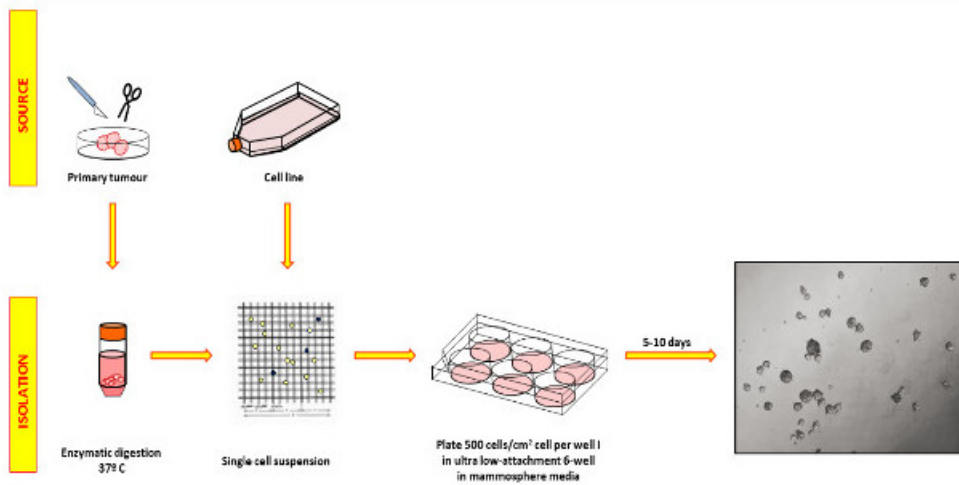 SOURCE
Primary tumour
Cell line
ISOLATION
5-10 days
Enzymatic digestion
37º C
Single cell suspension
Plate 500 cells/cm² cell per well I
in ultra low-attachment 6-well
in mammosphere media